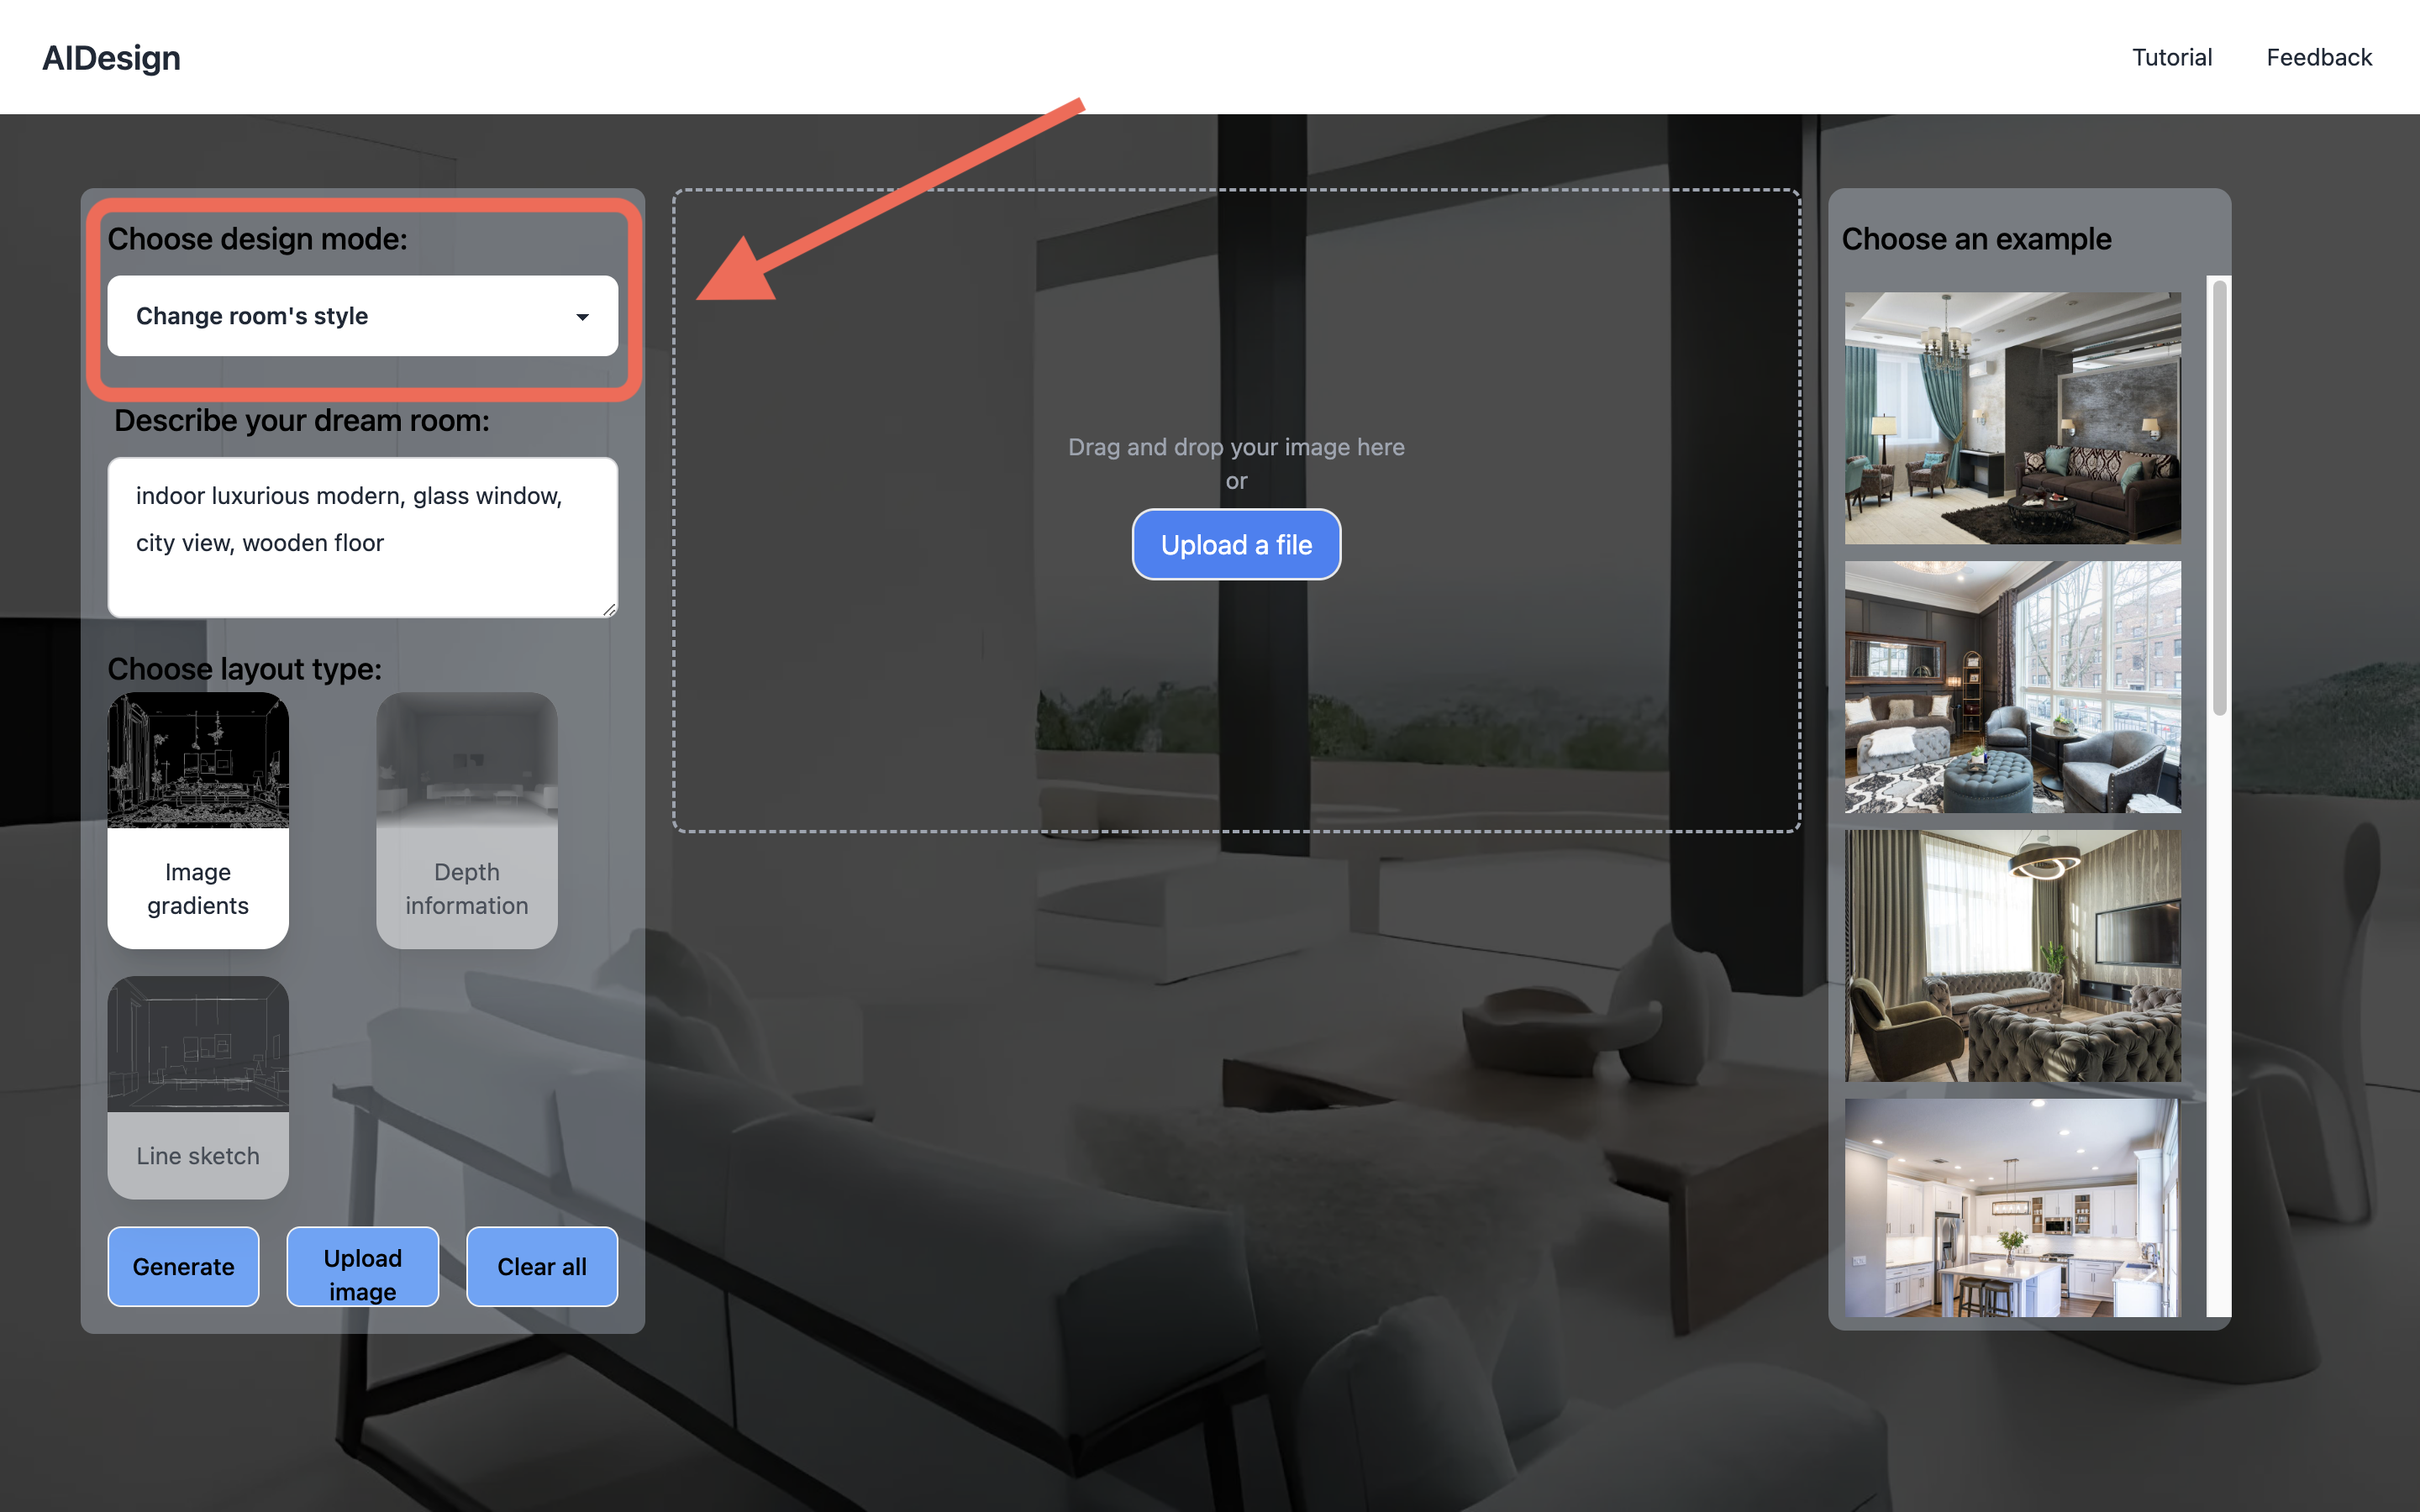 AIDesign
Tutorial
Feedback
Choose design mode:
Change room's style
Describe your dream room:
indoor luxurious modern, glass window,
city view, wooden floor
Choose layout type:
Image
gradients
Depth
information
Line sketch
Generate
Upload
image
Clear all
Drag and drop your image here
or
Upload a file
Choose an example